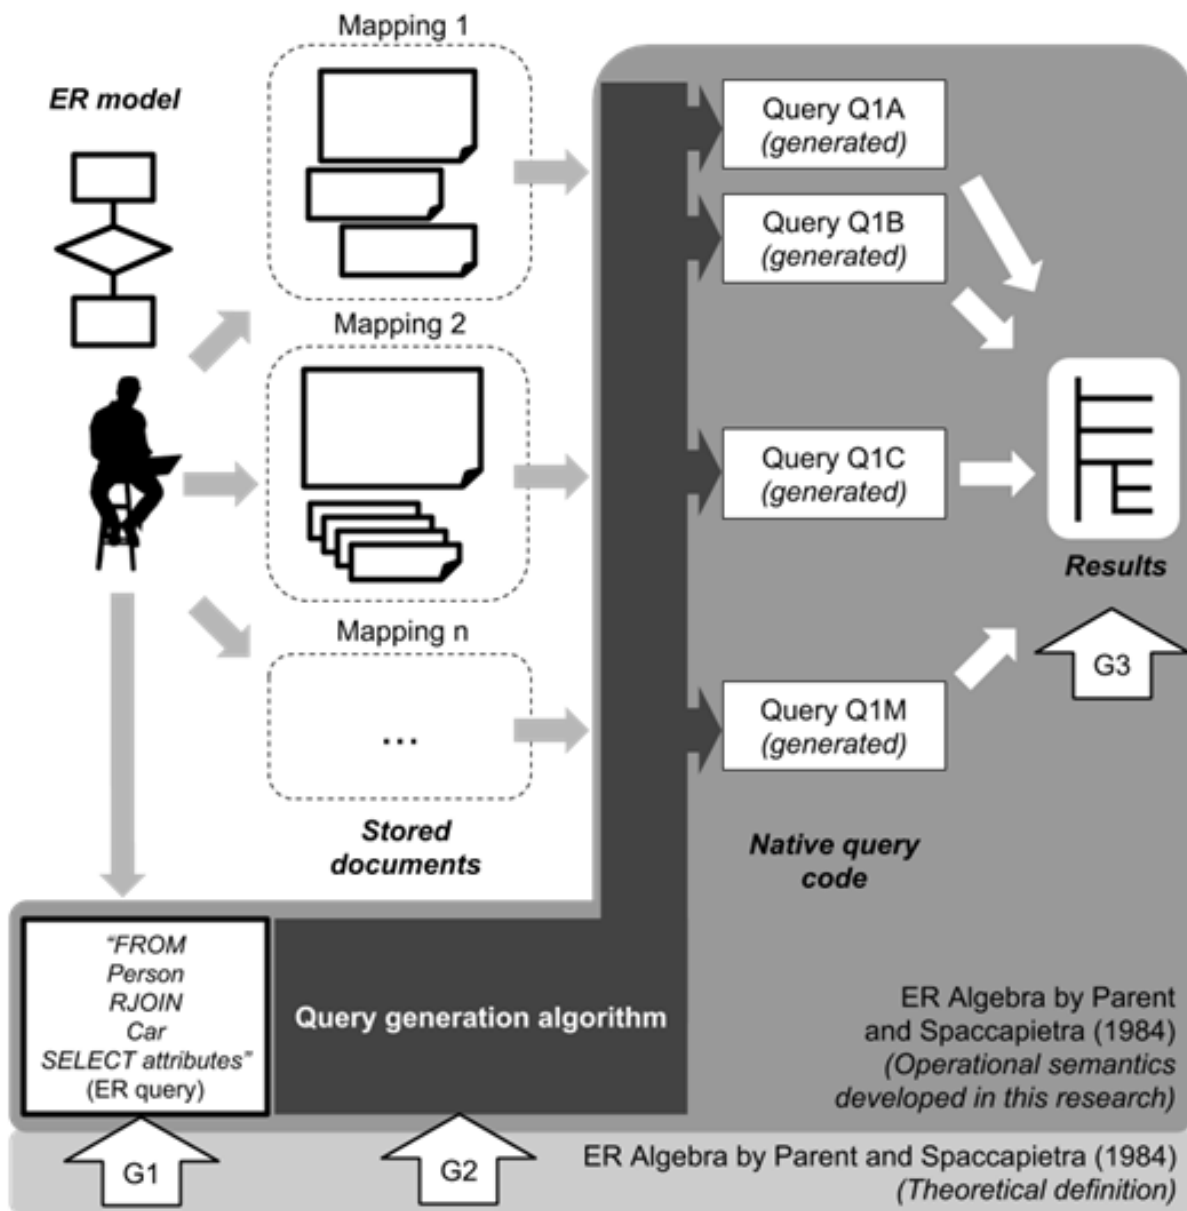 Mapping 1
ER model
Mapping 2
Mapping n
...
Stored
documents
Query Q1A
(generated)
Query Q1B
(generated)
Query Q1C
(generated)
Query Q1M
(generated)
Native query
code
Results
G3
“FROM
Person
RJOIN
Car
SELECT attributes”
(ER query)
Query generation algorithm
ER Algebra by Parent
and Spaccapietra (1984)
(Operational semantics
developed in this research)
G1
G2
ER Algebra by Parent and Spaccapietra (1984)
(Theoretical definition)